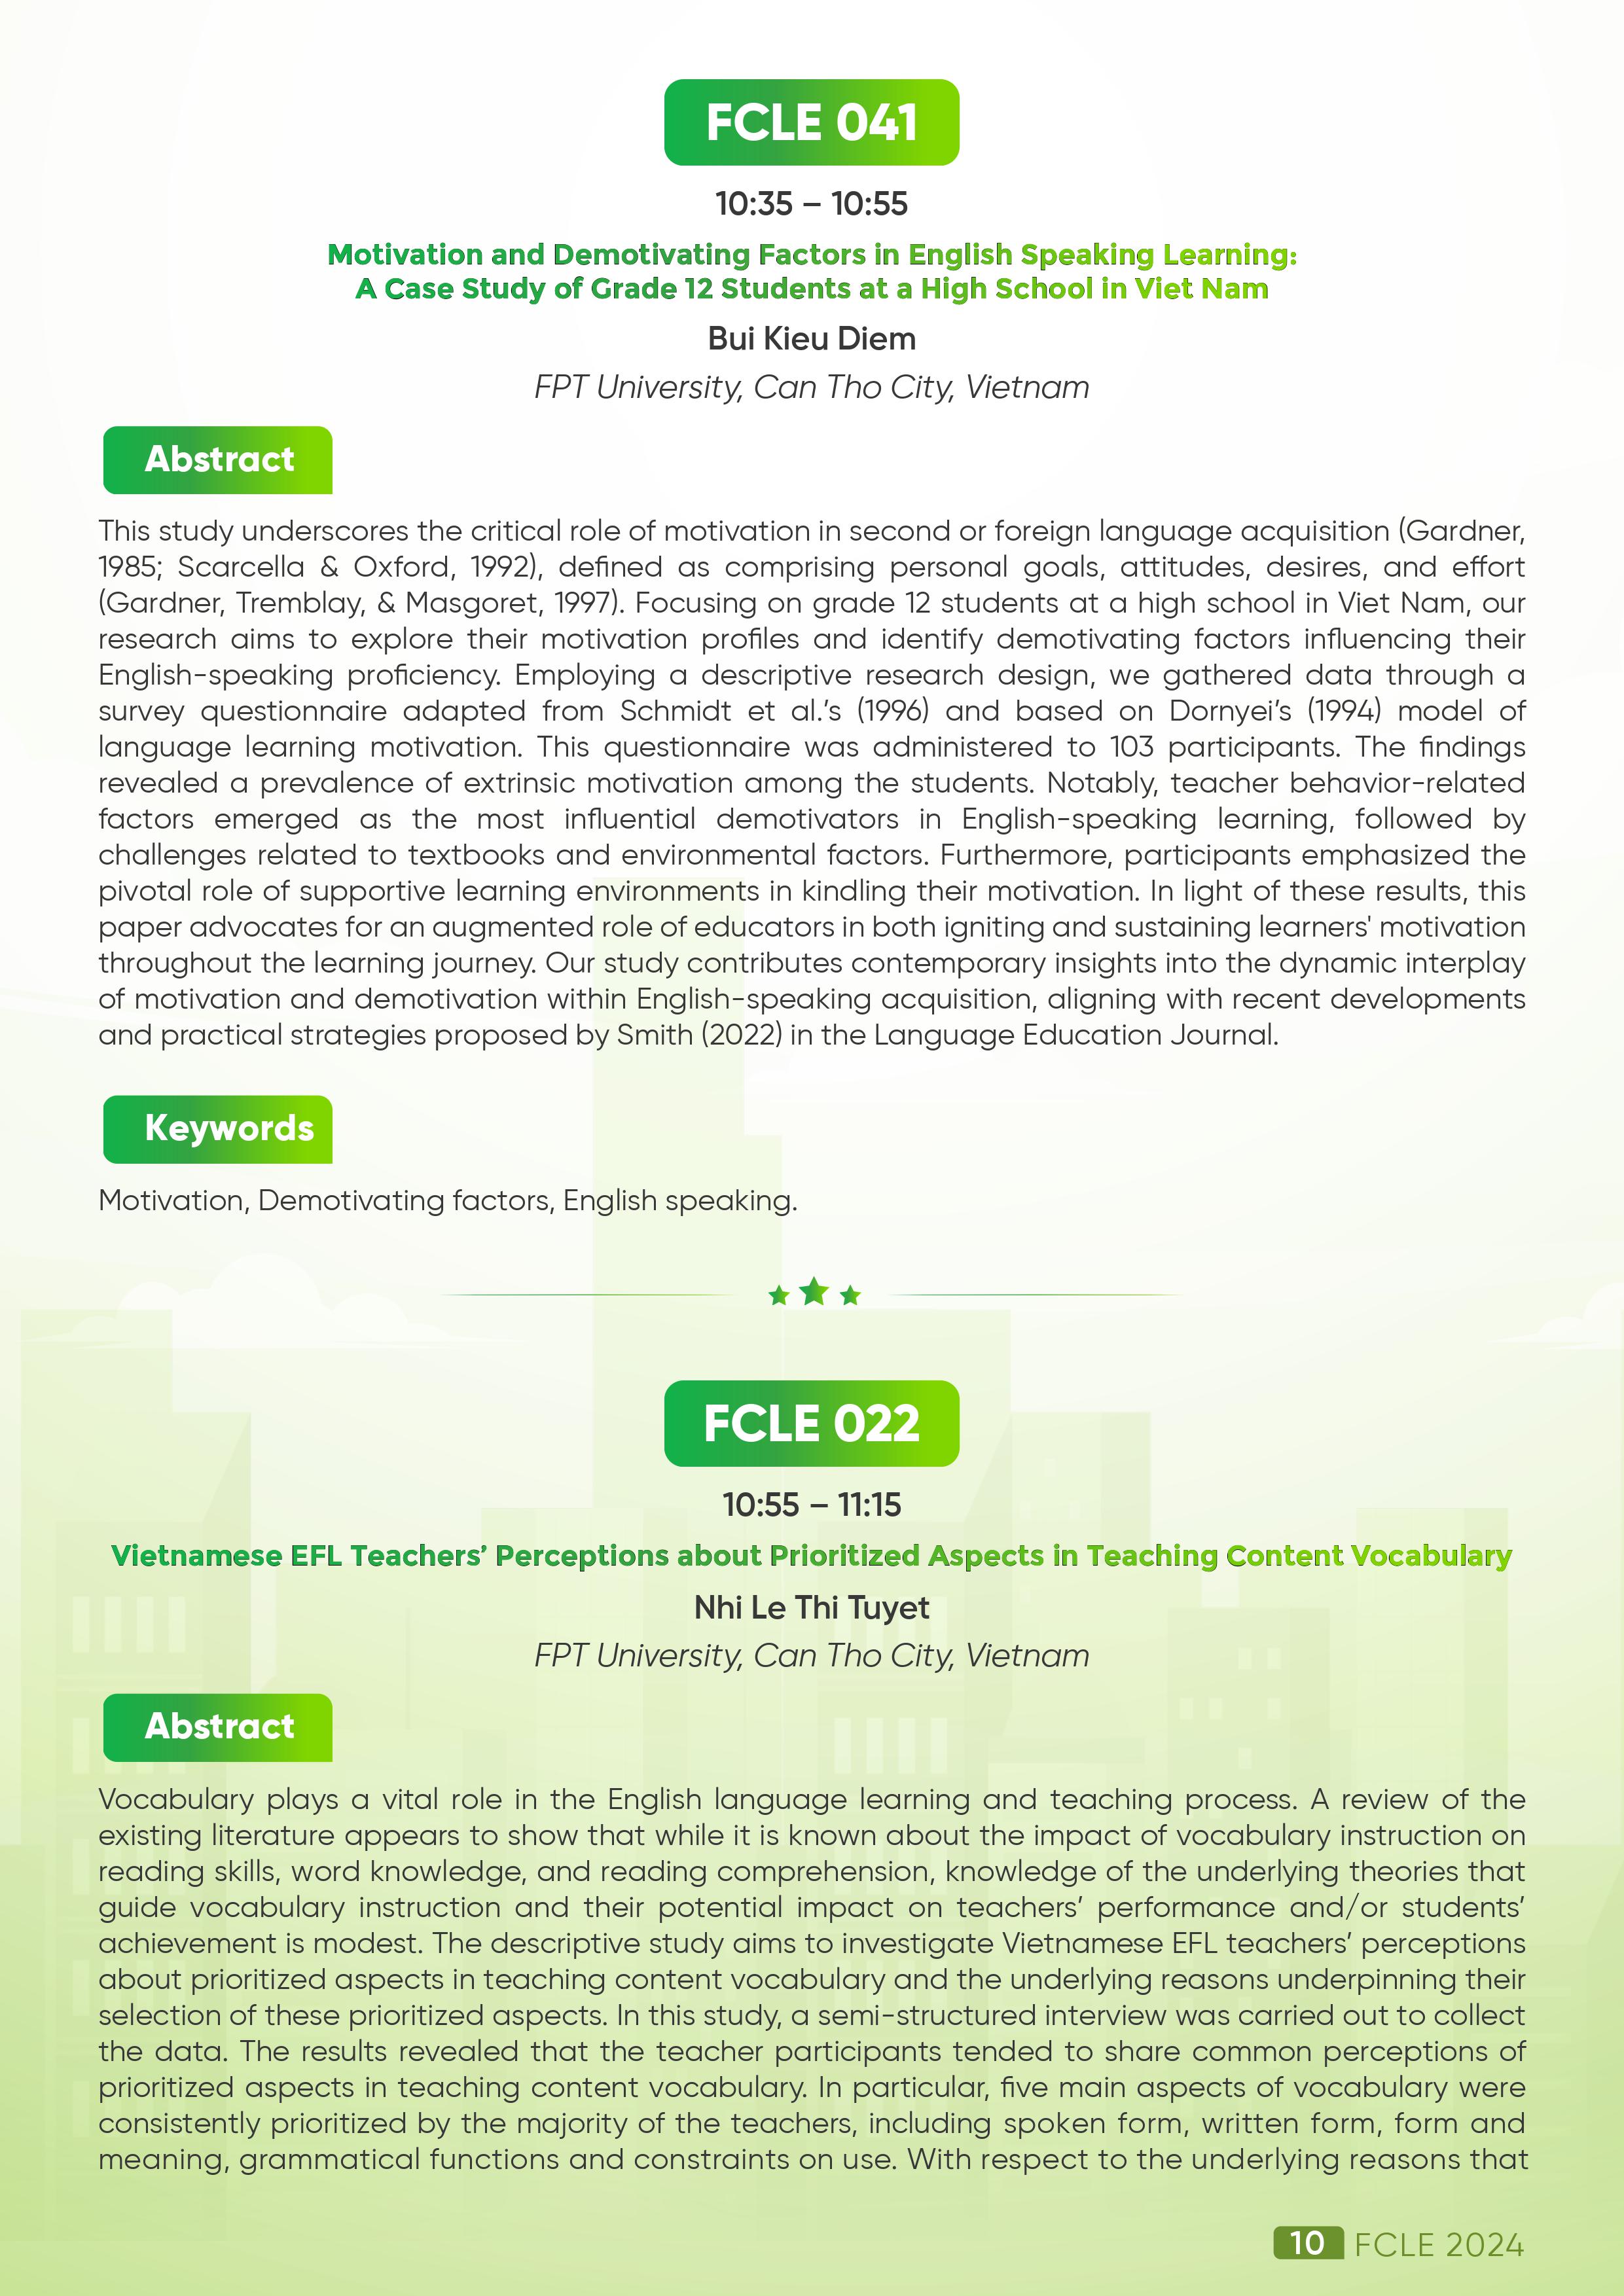 FCLE 041
10:35 – 10:55
Motivation and Demotivating Factors in English Speaking Learning:
A Case Study of Grade 12 Students at a High School in Viet Nam
Bui Kieu Diem
FPT University, Can Tho City, Vietnam
Abstract
This study underscores the critical role of motivation in second or foreign language acquisition (Gardner,
1985; Scarcella & Oxford, 1992), defined as comprising personal goals, attitudes, desires, and effort
(Gardner, Tremblay, & Masgoret, 1997). Focusing on grade 12 students at a high school in Viet Nam, our
research aims to explore their motivation profiles and identify demotivating factors influencing their
English-speaking proficiency. Employing a descriptive research design, we gathered data through a
survey questionnaire adapted from Schmidt et al.’s (1996) and based on Dornyei’s (1994) model of
language learning motivation. This questionnaire was administered to 103 participants. The findings
revealed a prevalence of extrinsic motivation among the students. Notably, teacher behavior-related
factors emerged as the most influential demotivators in English-speaking learning, followed by
challenges related to textbooks and environmental factors. Furthermore, participants emphasized the
pivotal role of supportive learning environments in kindling their motivation. In light of these results, this
paper advocates for an augmented role of educators in both igniting and sustaining learners' motivation
throughout the learning journey. Our study contributes contemporary insights into the dynamic interplay
of motivation and demotivation within English-speaking acquisition, aligning with recent developments
and practical strategies proposed by Smith (2022) in the Language Education Journal.
Keywords
Motivation, Demotivating factors, English speaking.
FCLE 022
10:55 – 11:15
Vietnamese EFL Teachers’ Perceptions about Prioritized Aspects in Teaching Content Vocabulary
Nhi Le Thi Tuyet
FPT University, Can Tho City, Vietnam
Abstract
Vocabulary plays a vital role in the English language learning and teaching process. A review of the
existing literature appears to show that while it is known about the impact of vocabulary instruction on
reading skills, word knowledge, and reading comprehension, knowledge of the underlying theories that
guide vocabulary instruction and their potential impact on teachers’ performance and/or students’
achievement is modest. The descriptive study aims to investigate Vietnamese EFL teachers’ perceptions
about prioritized aspects in teaching content vocabulary and the underlying reasons underpinning their
selection of these prioritized aspects. In this study, a semi-structured interview was carried out to collect
the data. The results revealed that the teacher participants tended to share common perceptions of
prioritized aspects in teaching content vocabulary. In particular, five main aspects of vocabulary were
consistently prioritized by the majority of the teachers, including spoken form, written form, form and
meaning, grammatical functions and constraints on use. With respect to the underlying reasons that
10 FCLE 2024